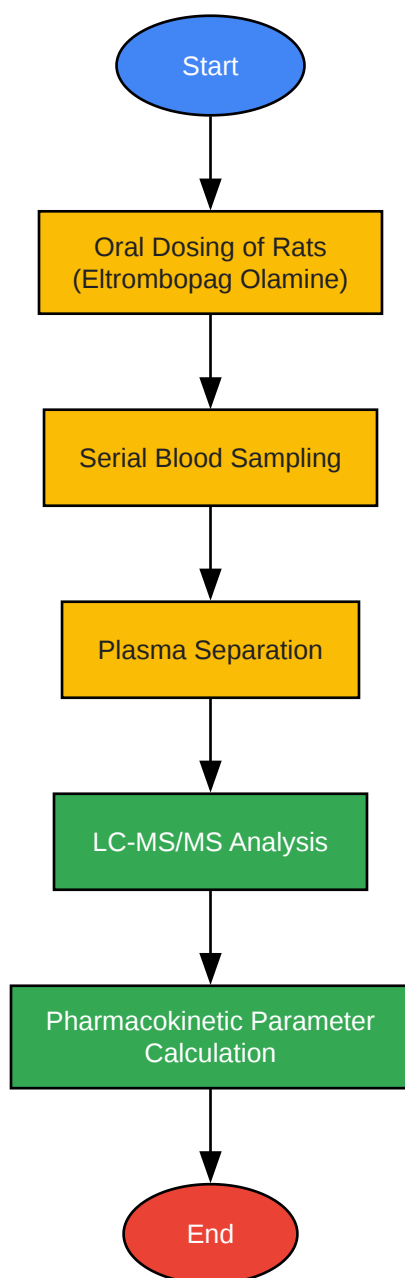 Start
Oral Dosing of Rats
(Eltrombopag Olamine)
Serial Blood Sampling
Plasma Separation
LC-MS/MS Analysis
Pharmacokinetic Parameter
Calculation
End